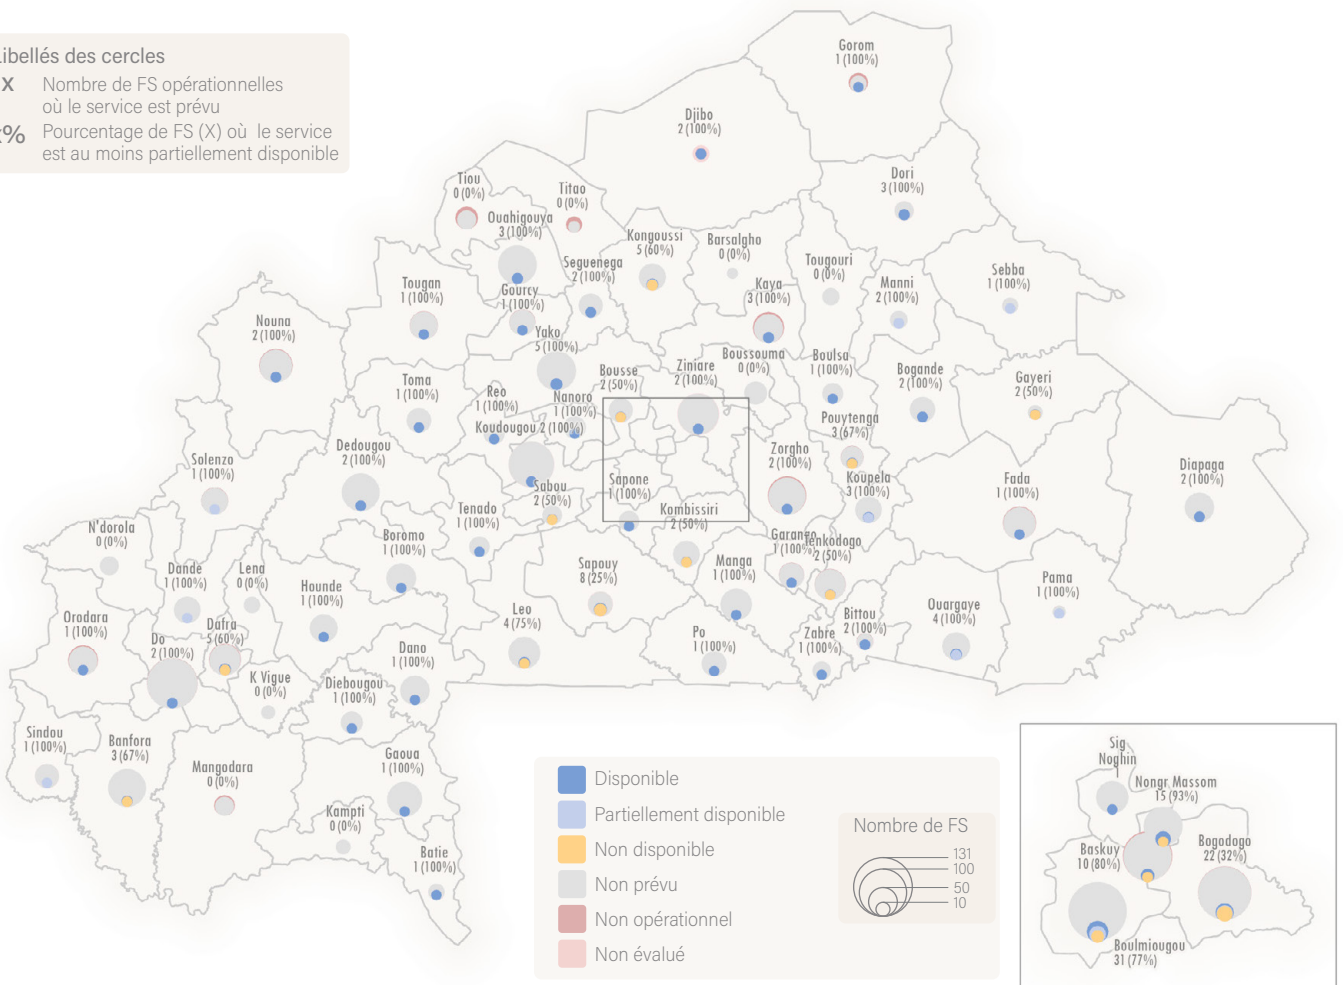 Libellés des cercles
X Nombre de FS opérationnelles
où le service est prévu
% Pourcentage de FS (X) où le service
est au moins partiellement disponible
Gorom
1 (100%)
Djibo
2 (100%)
Dori
3 (100%)
Tiou
0 (0%)
Titao
0 (0%)
Ouahigouya
3 (100%)
Kongoussi
5 (60%)
Barsalgho
0 (0%)
Seguenega
2 (100%)
Tougouri
0 (0%)
Sebba
1 (100%)
Tougan
1 (100%)
Gourcy
1 (100%)
Kaya
3 (100%)
Manni
2 (100%)
Nouna
2 (100%)
Yako
5 (100%)
Ziniare
2 (100%)
Boussouma
0 (0%)
Boulsa
1 (100%)
Bogande
2 (100%)
Gayeri
2 (50%)
Toma
1 (100%)
Reo
1 (100%)
Nanoro
1 (100%)
Bousse
2 (50%)
Koudougou 2 (100%)
Pouytenga
3 (67%)
Dedougou
2 (100%)
Solenzo
1 (100%)
Zorgho
2 (100%)
Koupela
3 (100%)
Fada
1 (100%)
Diapaga
2 (100%)
Sabou
2 (50%)
Sapone
1 (100%)
Tenado
1 (100%)
Kombissiri
2 (50%)
N'dorola
0 (0%)
Boromo
1 (100%)
Garango
1 (100%)
Tenkodogo
2 (50%)
Dande
1 (100%)
Lena
0 (0%)
Hounde
1 (100%)
Sapouy
8 (25%)
Manga
1 (100%)
Pama
1 (100%)
Orodara
1 (100%)
Do
2 (100%)
Dafra
5 (60%)
Leo
4 (75%)
Po
1 (100%)
Zabre
1 (100%)
Bittou
2 (100%)
Ouargaye
4 (100%)
Dano
1 (100%)
K Vigue
0 (0%)
Diebougou
1 (100%)
Sindou
1 (100%)
Banfora
3 (67%)
Mangodara
0 (0%)
Gaoua
1 (100%)
Kampti
0 (0%)
Batie
1 (100%)
Disponible
Partiellement disponible
Non disponible
Non prévu
Non opérationnel
Non évalué
Nombre de FS
131
100
50
10
Sig
Noghin
Nongr Massom
15 (93%)
Baskuy
10 (80%)
Bogodogo
22 (32%)
Boulmiougou
31 (77%)